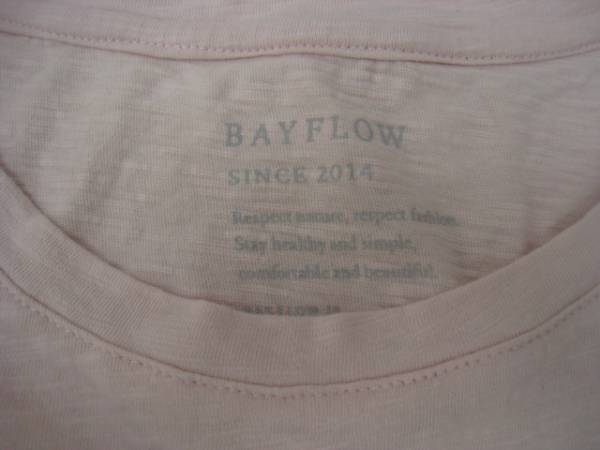 BAYFLOW
SINCE 2014
Respect nature, respect fashion.
Stay healthy and simple,
comfortable and beautiful.